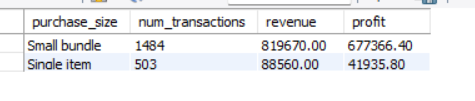 purchase_size num_transactions revenue profit
Small bundle 1484 819670.00 677366.40
Single item 503 88560.00 41935.80